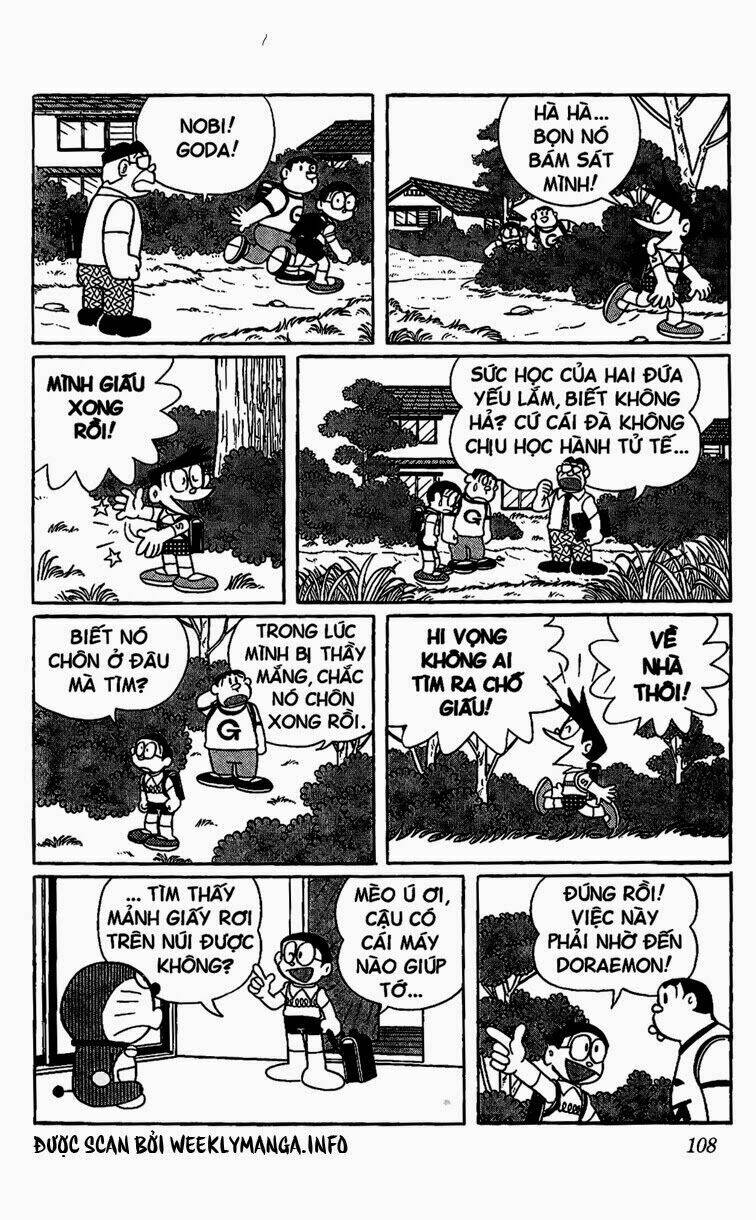 HÀ HÀ...
BỌN NÓ
BÁM SÁT
MÌNH!
NOBI!
GODA!
SỨC HỌC CỦA HAI ĐỨA
YẾU LẮM, BIẾT KHÔNG
HẢ? CỨ CÁI ĐÀ KHÔNG
CHỊU HỌC HÀNH TỬ TẾ...
MÌNH GIẤU
XONG
RỒI!
VỀ
NHÀ
THÔI!
HI VỌNG
KHÔNG AI
TÌM RA CHỐ
GIẤU!
TRONG LÚC
MÌNH BỊ THẦY
MẮNG, CHẮC
NÓ CHÔN
XONG RỒI.
BIẾT NÓ
CHÔN Ở ĐÂU
MÀ TÌM?
ĐÚNG RỒI!
VIỆC NÀY
PHẢI NHỜ ĐẾN
DORAEMON!
MÈO Ú ƠI,
CẬU CÓ
CÁI MÁY
NÀO GIÚP
TỚ...
... TÌM THẤY
MẢNH GIẤY RƠI
TRÊN NÚI ĐƯỢC
KHÔNG?
G
G
G
ĐƯỢC SCAN BỞI WEEKLYMANGA.INFO
108